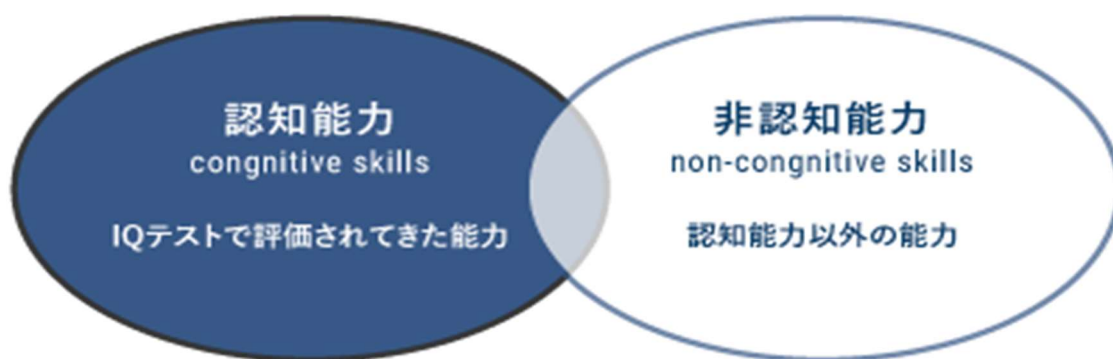 認知能力
congnitive skills
IQテストで評価されてきた能力
非認知能力
non-congnitive skills
認知能力以外の能力